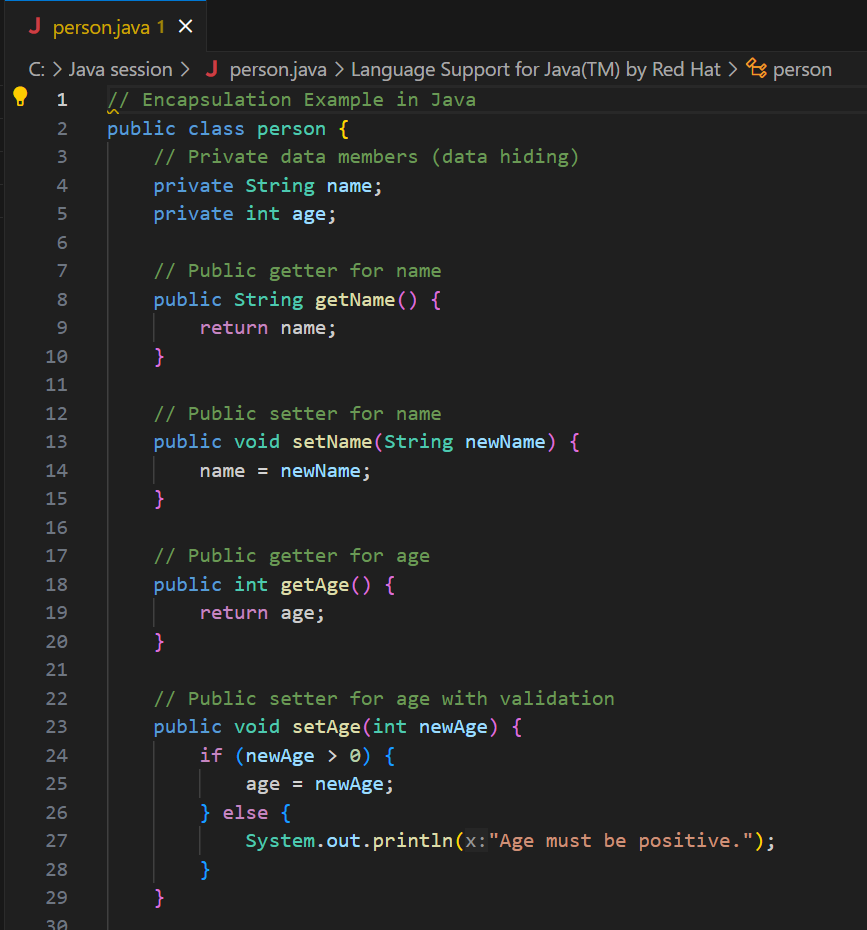 J person.java 1 ×
C: > Java session > J person.java > Language Support for Java(TM) by Red Hat > person
1 // Encapsulation Example in Java
2 public class person {
3     // Private data members (data hiding)
4     private String name;
5     private int age;
6
7     // Public getter for name
8     public String getName() {
9         return name;
10     }
11
12     // Public setter for name
13     public void setName(String newName) {
14         name = newName;
15     }
16
17     // Public getter for age
18     public int getAge() {
19         return age;
20     }
21
22     // Public setter for age with validation
23     public void setAge(int newAge) {
24         if (newAge > 0) {
25             age = newAge;
26         } else {
27             System.out.println(x:"Age must be positive.");
28         }
29     }
30